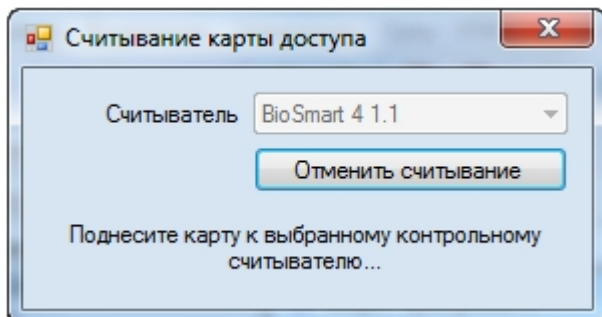 Считывание карты доступа
Считыватель BioSmart 4 1.1
Отменить считывание
Поднесите карту к выбранному контрольному
считывателю...